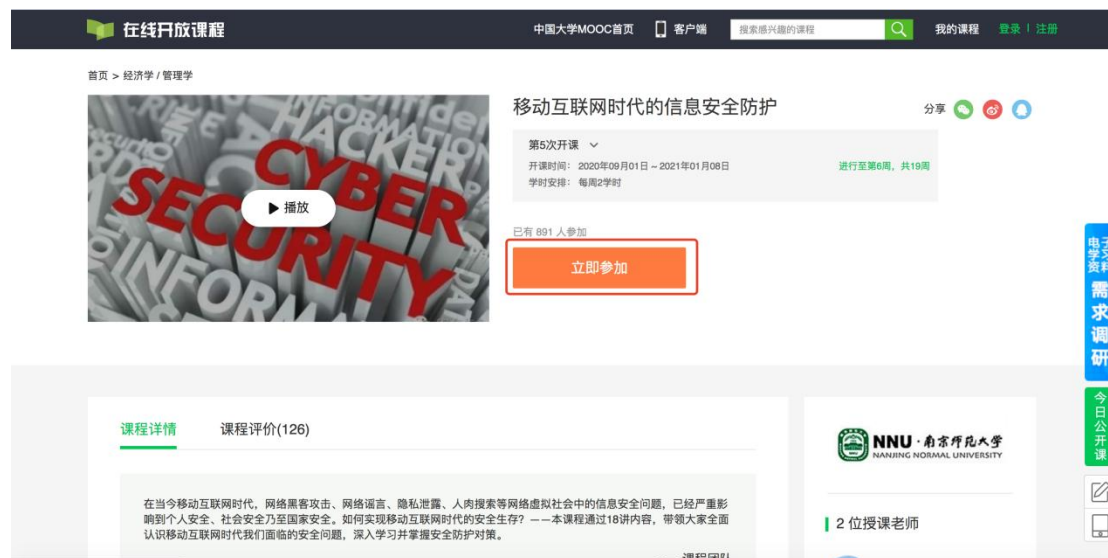 在线开放课程
中国大学MOOC首页
客户端
搜索感兴趣的课程
我的课程
登录 | 注册
首页 > 经济学 / 管理学
CYBER
SECURITY
HACKER
INFORMA
INFOR
播放
移动互联网时代的信息安全防护
分享
第5次开课
开课时间： 2020年09月01日 ~ 2021年01月08日
进行至第6周，共19周
学时安排： 每周2学时
已有 891 人参加
立即参加
电子文
学资料
需求调研
今日公开课
课程详情
课程评价(126)
在当今移动互联网时代，网络黑客攻击、网络谣言、隐私泄露、人肉搜索等网络虚拟社会中的信息安全问题，已经严重影
响到个人安全、社会安全乃至国家安全。如何实现移动互联网时代的安全生存？——本课程通过18讲内容，带领大家全面
认识移动互联网时代我们面临的安全问题，深入学习并掌握安全防护对策。
课程团队
NNU · 南京师范大学
NANJING NORMAL UNIVERSITY
2 位授课老师